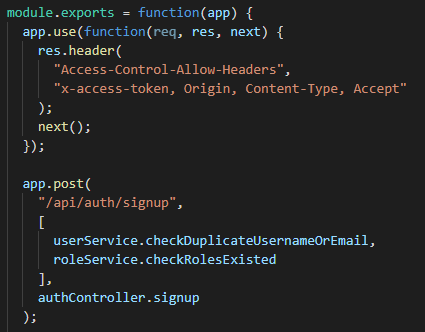 module.exports = function(app) {
  app.use(function(req, res, next) {
    res.header(
      "Access-Control-Allow-Headers",
      "x-access-token, Origin, Content-Type, Accept"
    );
    next();
  });

  app.post(
    "/api/auth/signup",
    [
      userService.checkDuplicateUsernameOrEmail,
      roleService.checkRolesExisted
    ],
    authController.signup
  );